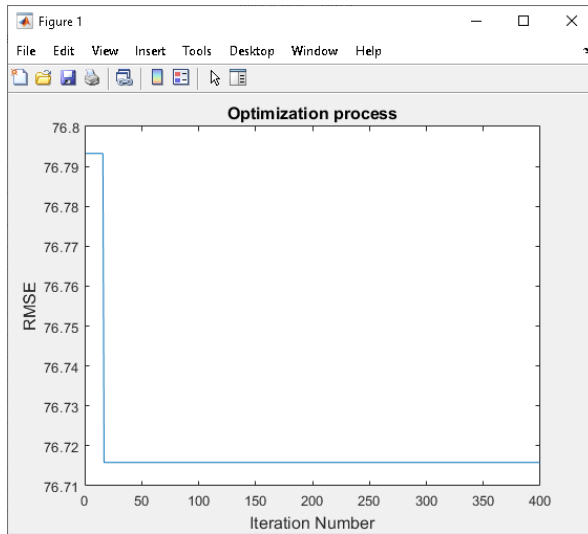 Figure 1
File Edit View Insert Tools Desktop Window Help
Optimization process
76.8
76.79
76.78
76.77
76.76
76.75
76.74
76.73
76.72
76.71
RMSE
0 50 100 150 200 250 300 350 400
Iteration Number